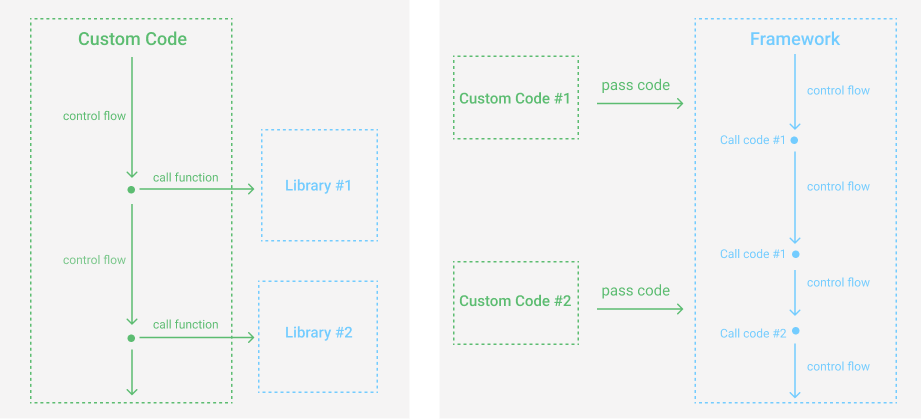 Custom Code
control flow
call function
Library #1
control flow
call function
Library #2
Framework
Custom Code #1
pass code
control flow
Call code #1
control flow
Call code #1
control flow
Custom Code #2
pass code
Call code #2
control flow